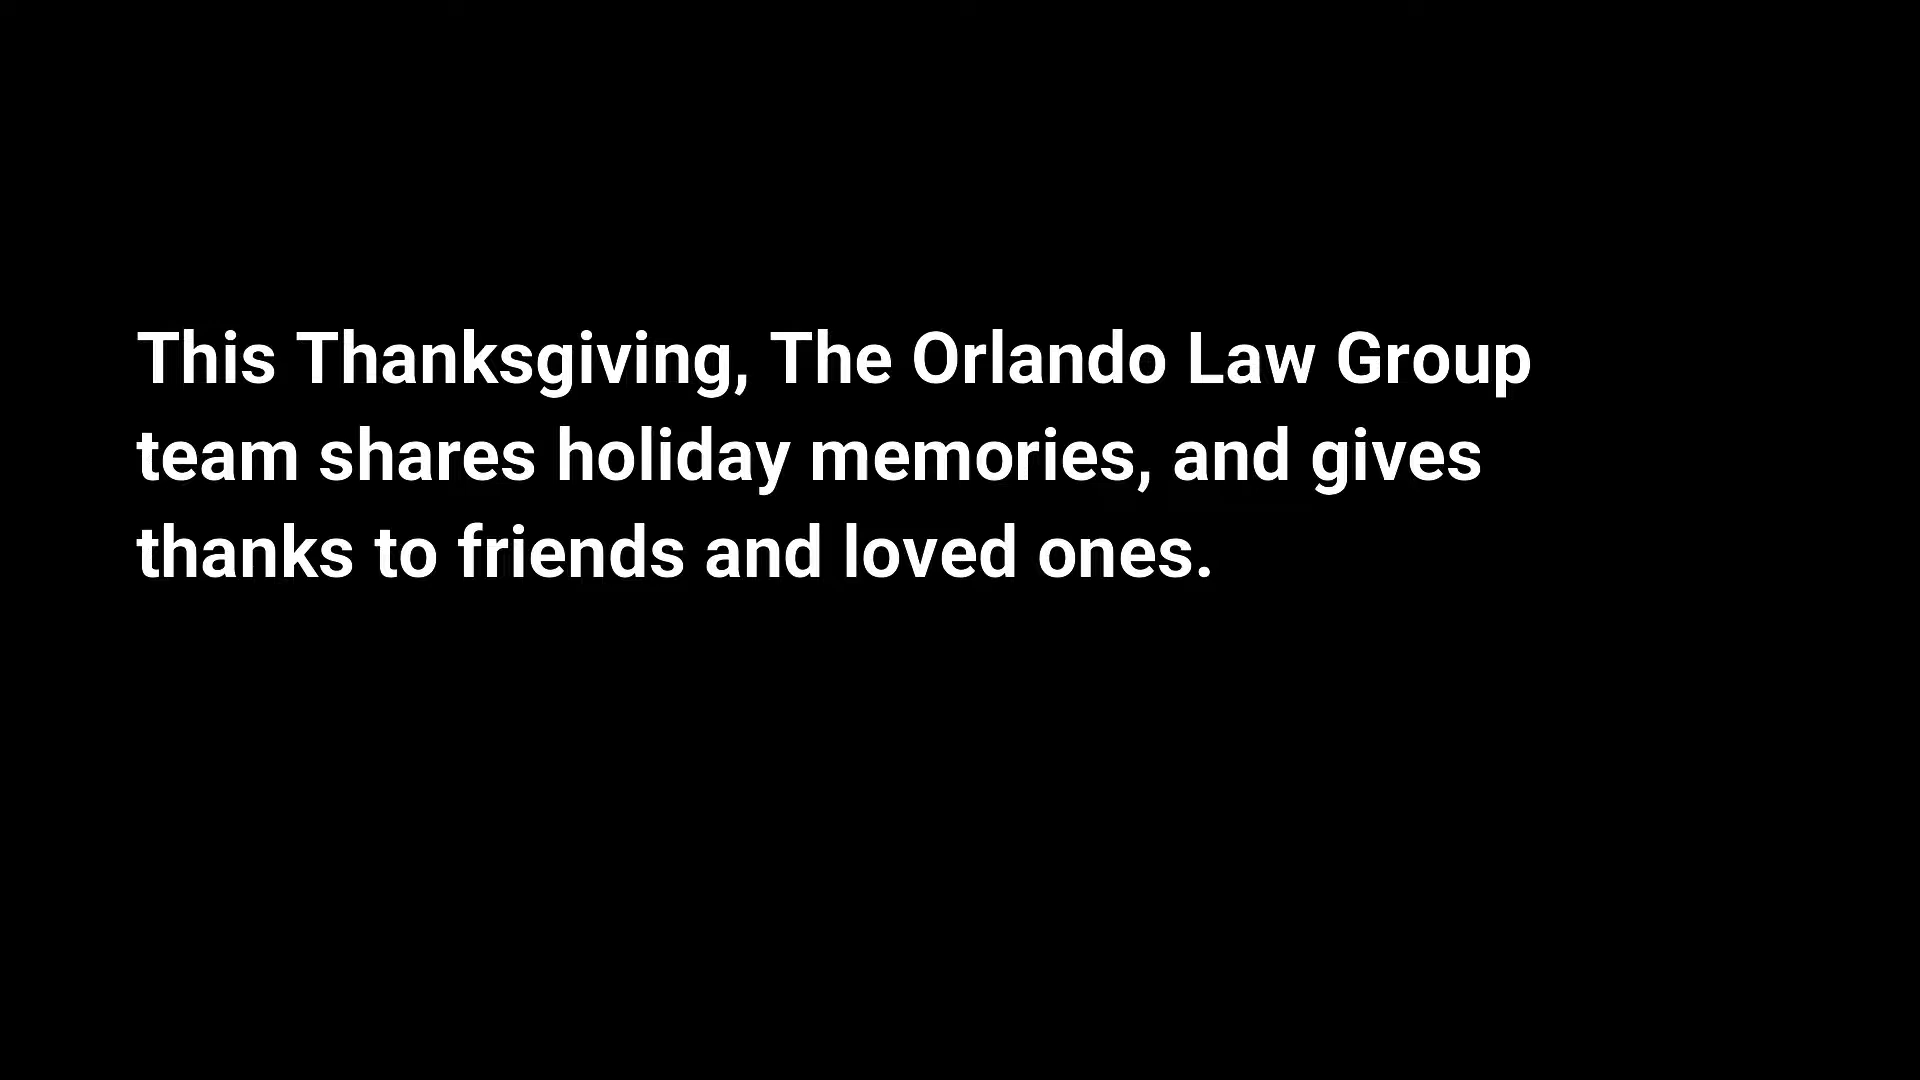 This Thanksgiving, The Orlando Law Group
team shares holiday memories, and gives
thanks to friends and loved ones.